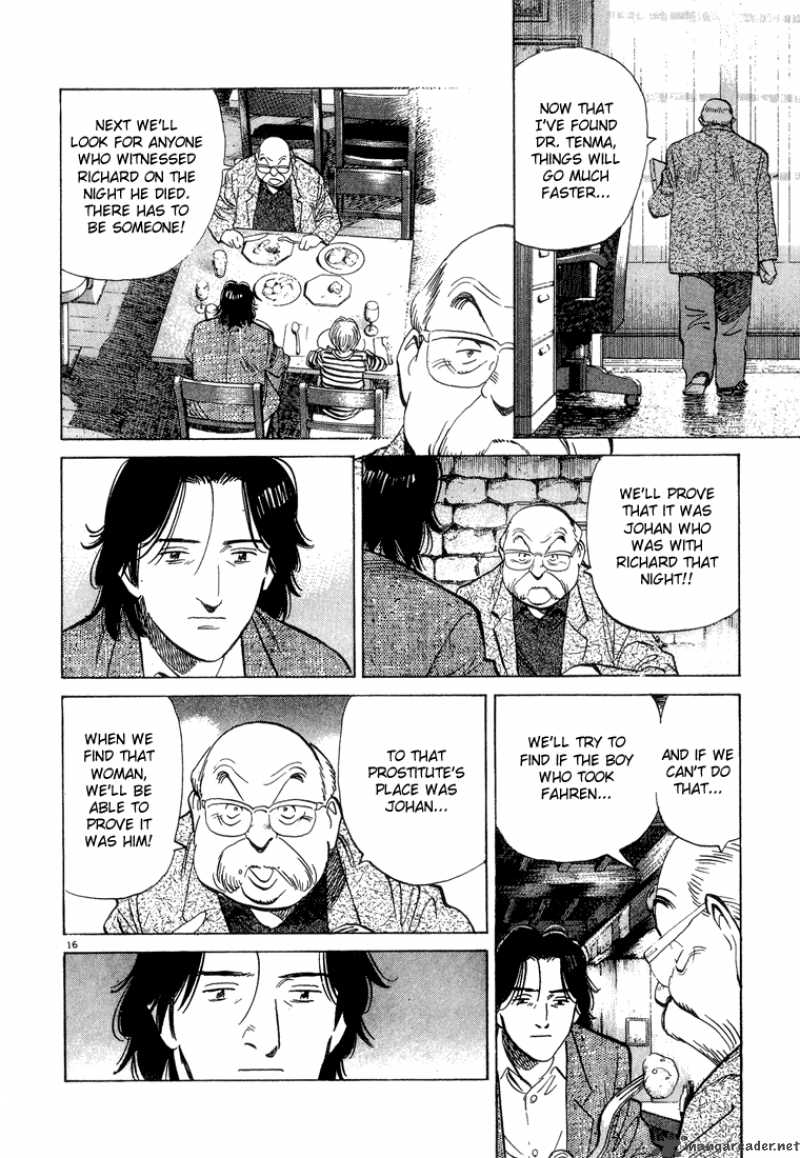 NOW THAT
I'VE FOUND
DR. TENMA,
THINGS WILL
GO MUCH
FASTER...
NEXT WE'LL
LOOK FOR ANYONE
WHO WITNESSED
RICHARD ON THE
NIGHT HE DIED.
THERE HAS TO
BE SOMEONE!
WE'LL PROVE
THAT IT WAS
JOHAN WHO
WAS WITH
RICHARD THAT
NIGHT!!
AND IF WE
CAN'T DO
THAT...
WE'LL TRY TO
FIND IF THE BOY
WHO TOOK
FAHREN...
TO THAT
PROSTITUTE'S
PLACE WAS
JOHAN...
WHEN WE
FIND THAT
WOMAN,
WE'LL BE
ABLE TO
PROVE IT
WAS HIM!
16
mangareader.net